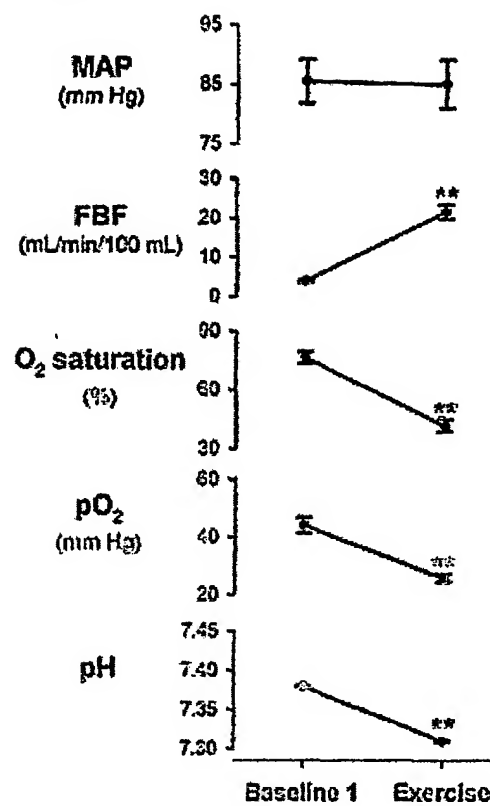 95
MAP
(mm Hg)
85
75
30
**
FBF
20
(mL/min/100 mL)
10
0
90
O₂ saturation
60
(%)
**
30
60
pO₂
40
(mm Hg)
**
20
7.45
pH
7.40
7.35
**
7.30
Baseline 1 Exercise